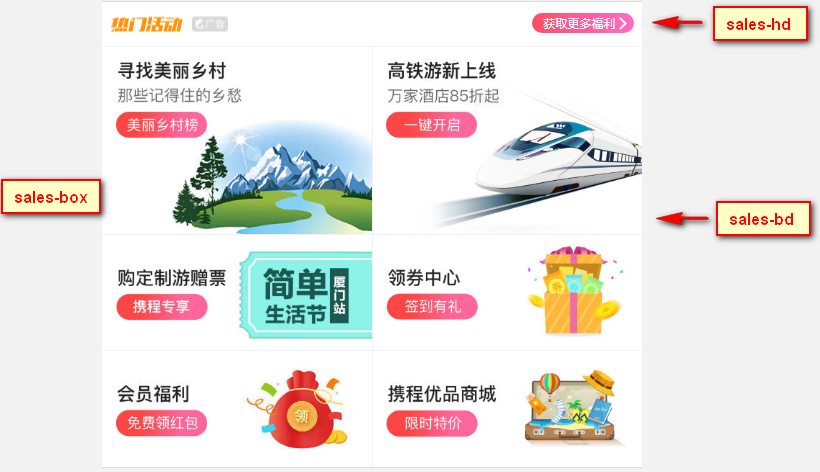 热门活动 广告
获取更多福利
sales-hd
寻找美丽乡村
那些记得住的乡愁
美丽乡村榜
高铁游新上线
万家酒店85折起
一键开启
sales-box
sales-bd
购定制游赠票
携程专享
简单
生活节
厦门站
领券中心
签到有礼
会员福利
免费领红包
领
携程优品商城
限时特价